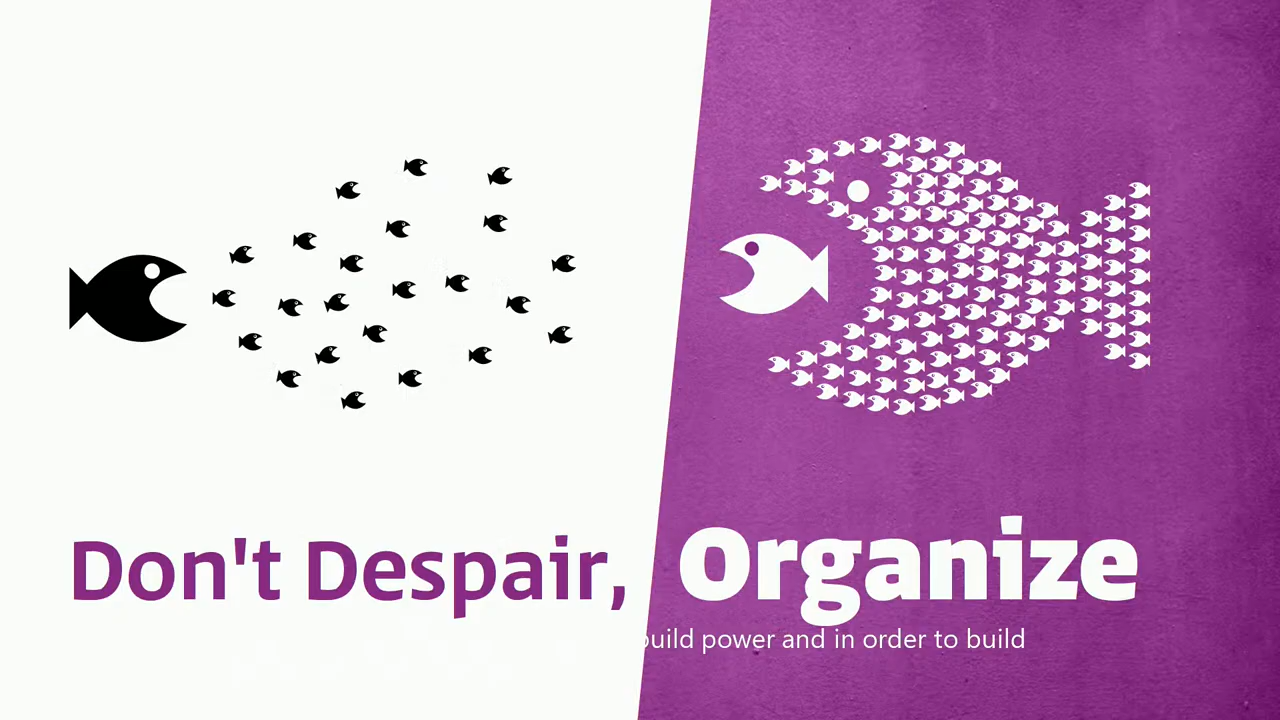 Don't Despair, Organize
build power and in order to build